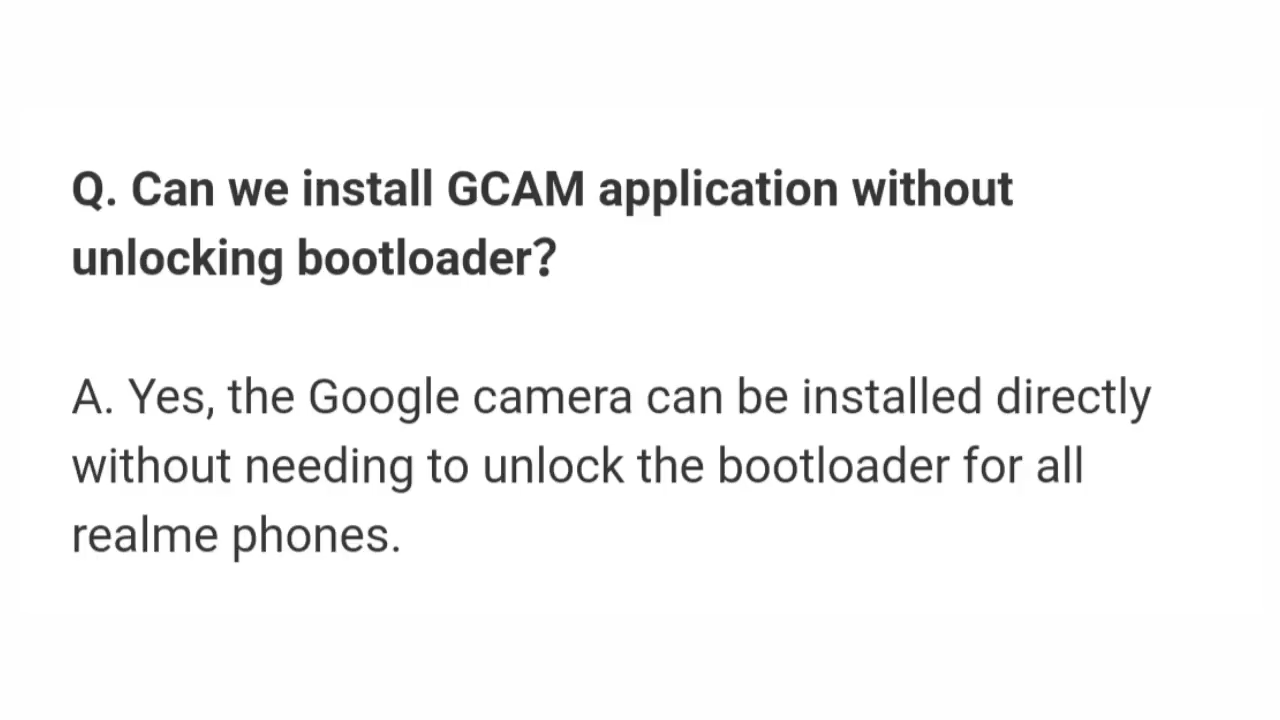 Q. Can we install GCAM application without
unlocking bootloader?
A. Yes, the Google camera can be installed directly
without needing to unlock the bootloader for all
realme phones.